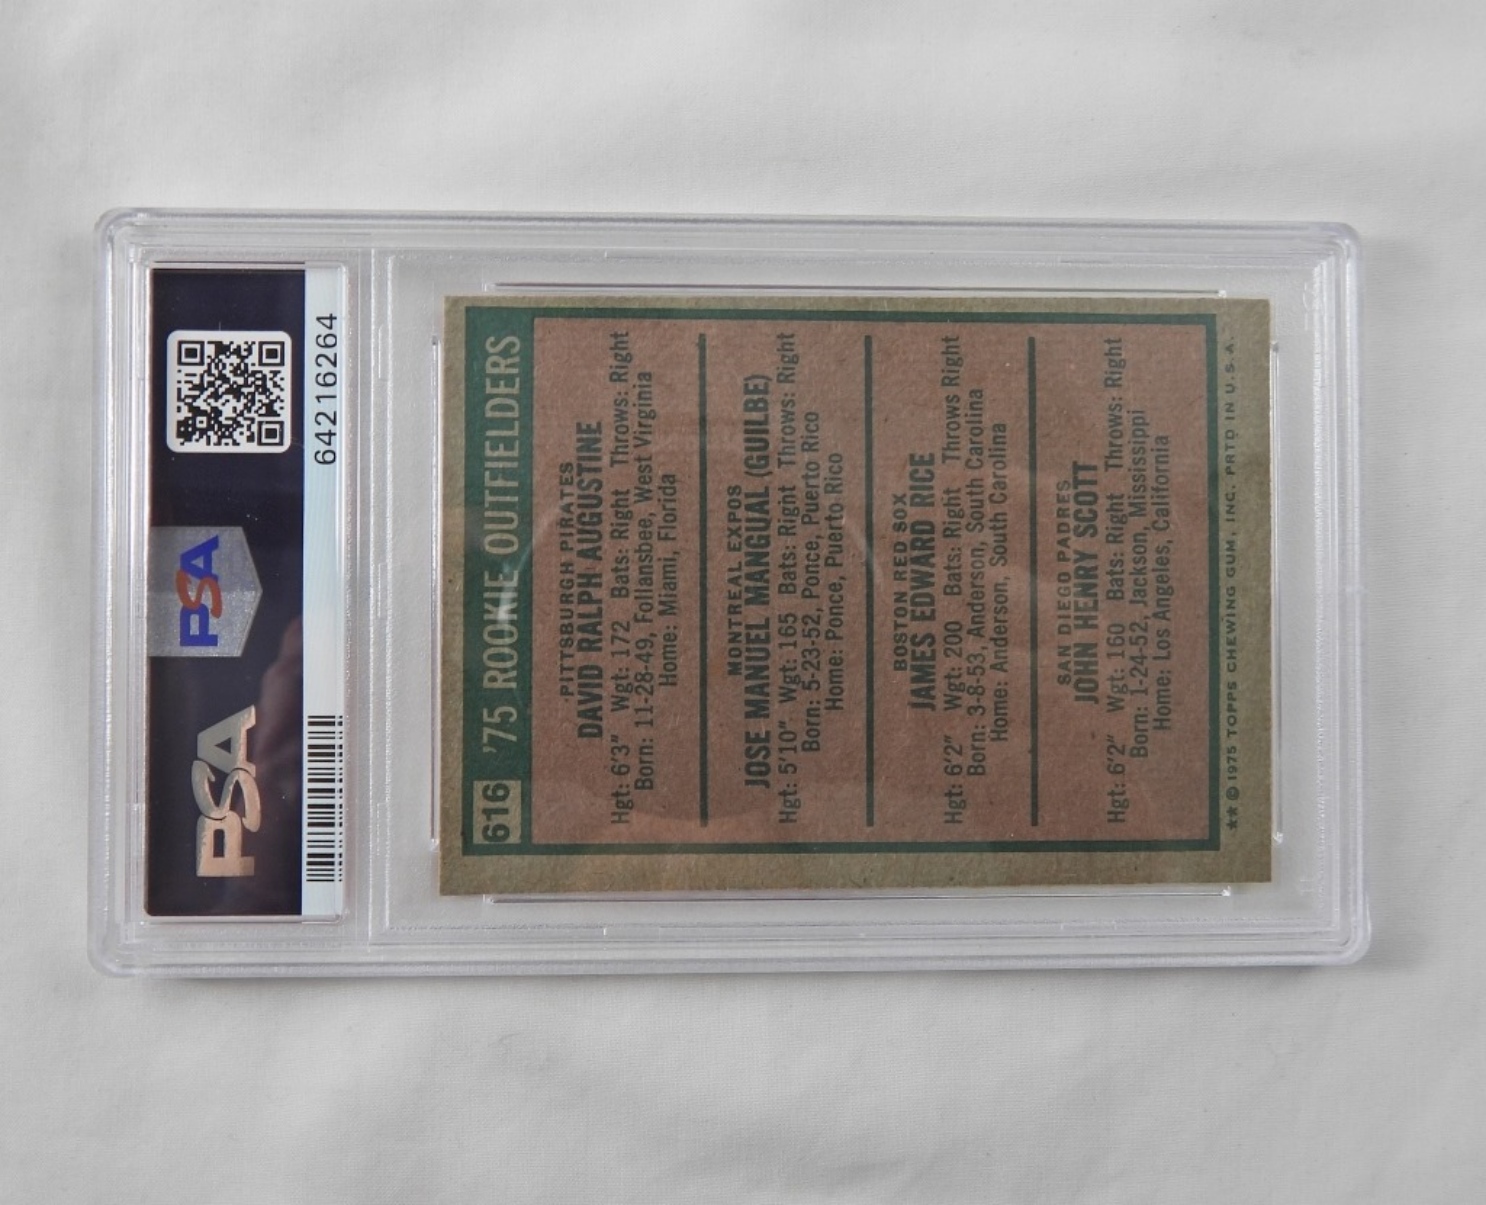 PSA
PSA
64216264
616 '75 ROOKIE OUTFIELDERS
PITTSBURGH PIRATES
DAVID RALPH AUGUSTINE
Hgt: 6'3" Wgt: 172 Bats: Right Throws: Right
Born: 11-28-49, Follansbee, West Virginia
Home: Miami, Florida
MONTREAL EXPOS
JOSE MANUEL MANGUAL (GUILBE)
Hgt: 5'10" Wgt: 165 Bats: Right Throws: Right
Born: 5-23-52, Ponce, Puerto Rico
Home: Ponce, Puerto Rico
BOSTON RED SOX
JAMES EDWARD RICE
Hgt: 6'2" Wgt: 200 Bats: Right Throws Right
Born: 3-8-53, Anderson, South Carolina
Home: Anderson, South Carolina
SAN DIEGO PADRES
JOHN HENRY SCOTT
Hgt: 6'2" Wgt: 160 Bats: Right Throws: Right
Born: 1-24-52, Jackson, Mississippi
Home: Los Angeles, California
★★ © 1975 TOPPS CHEWING GUM, INC. PRTD IN U.S.A.